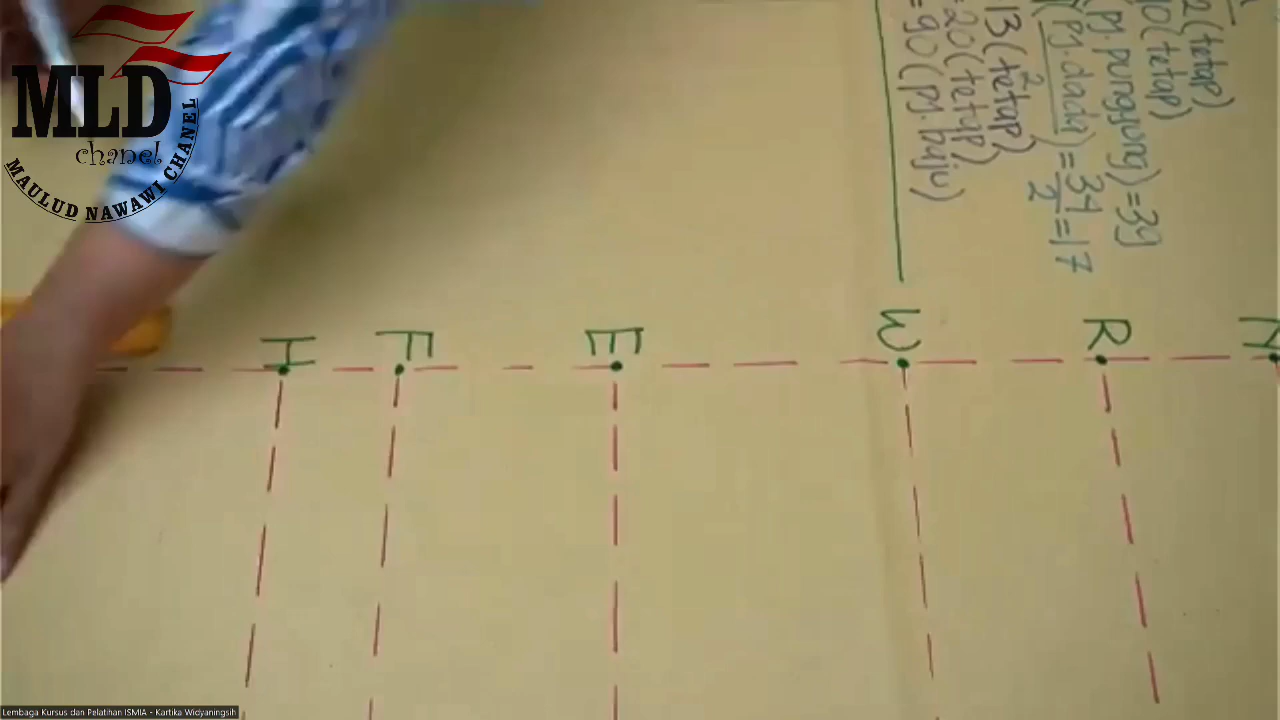 MLD
chanel
MAULUD NAWAWI CHANEL
2 (tetap)
0 (tetap)
pj. punggung) = 39
(pj. dada) = 34 = 17
2 2
13 (tetap)
= 20 (tetap)
= 90 (pj. baju)
H F E W R
Lembaga Kursus dan Pelatihan ISMIA - Kartika Widyaningsih